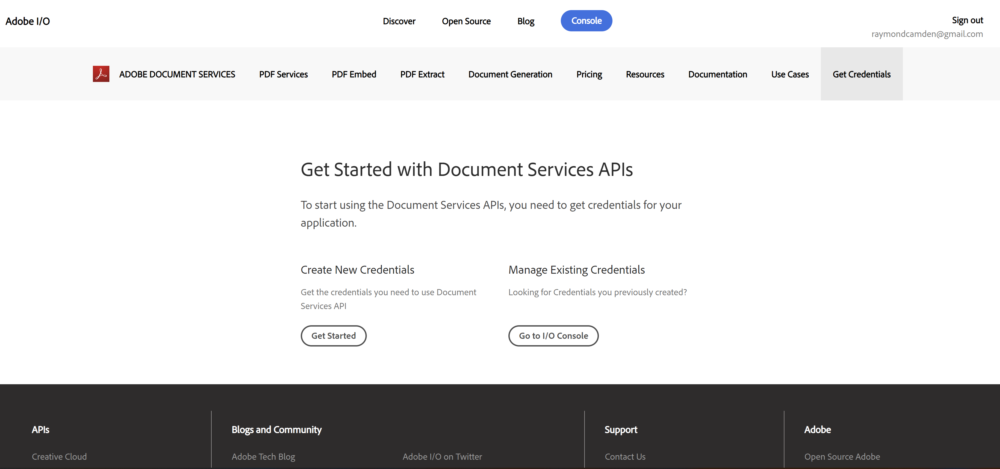 Adobe I/O
Discover
Open Source
Blog
Console
Sign out
raymondcamden@gmail.com
ADOBE DOCUMENT SERVICES
PDF Services
PDF Embed
PDF Extract
Document Generation
Pricing
Resources
Documentation
Use Cases
Get Credentials
Get Started with Document Services APIs
To start using the Document Services APIs, you need to get credentials for your
application.
Create New Credentials
Get the credentials you need to use Document
Services API
Get Started
Manage Existing Credentials
Looking for Credentials you previously created?
Go to I/O Console
APIs
Creative Cloud
Blogs and Community
Adobe Tech Blog
Adobe I/O on Twitter
Support
Contact Us
Adobe
Open Source Adobe